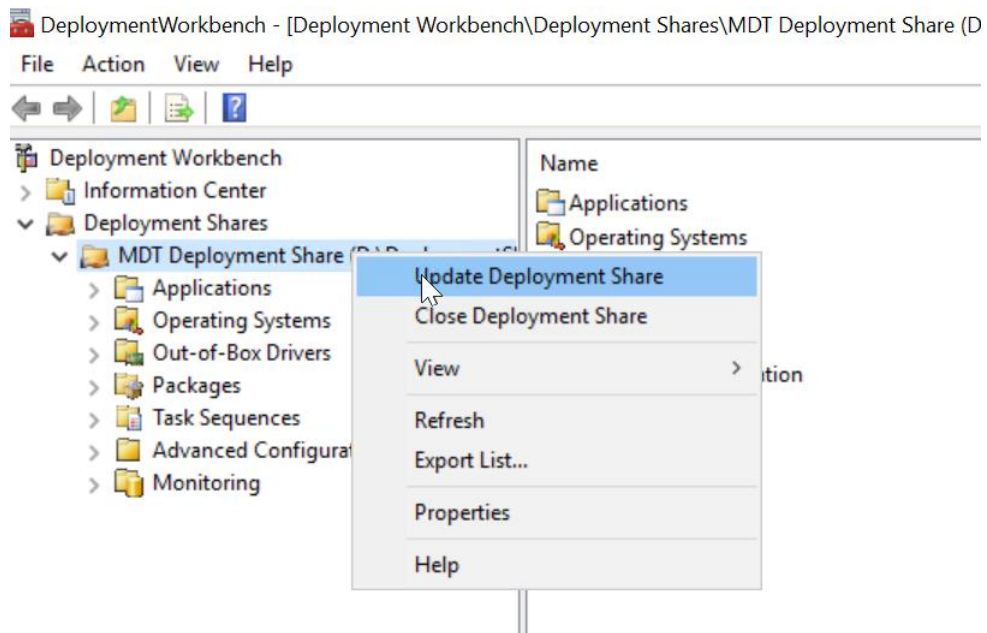 DeploymentWorkbench - [Deployment Workbench\Deployment Shares\MDT Deployment Share (D
File Action View Help
Deployment Workbench
Information Center
Deployment Shares
MDT Deployment Share (D:\DeploymentSl
Applications
Operating Systems
Out-of-Box Drivers
Packages
Task Sequences
Advanced Configurat
Monitoring
Name
Applications
Operating Systems
Update Deployment Share
Close Deployment Share
View
ation
Refresh
Export List...
Properties
Help